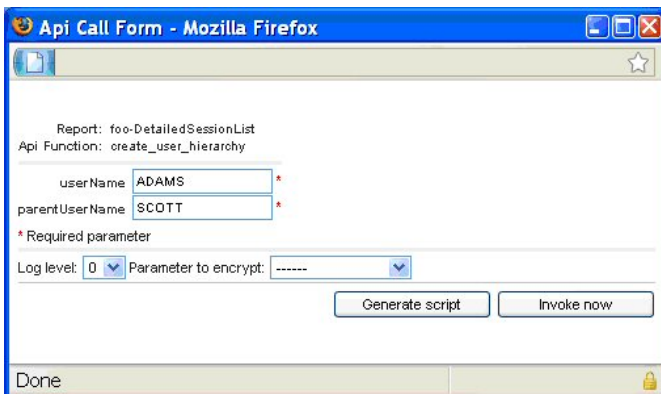 Api Call Form - Mozilla Firefox
Report: foo-DetailedSessionList
Api Function: create_user_hierarchy
userName ADAMS *
parentUserName SCOTT *
* Required parameter
Log level: 0 Parameter to encrypt: ------
Generate script Invoke now
Done